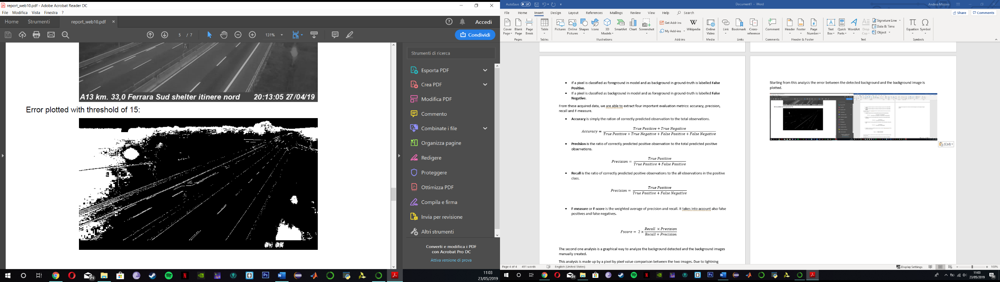 report_web10.pdf - Adobe Acrobat Reader DC
File Modifica Vista Finestra ?
Home Strumenti report_web10.pdf × Accedi
5 / 7 131% Condividi
A13 km. 33,0 Ferrara Sud shelter itinere nord 20:13:05 27/04/19
Error plotted with threshold of 15:
Strumenti di ricerca
Esporta PDF
Crea PDF
Modifica PDF
Commento
Combinate i file
Organizza pagine
Redigere
Proteggere
Ottimizza PDF
Compila e firma
Invia per revisione
Altri strumenti
Converti e modifica i PDF
con Acrobat Pro DC
Attiva versione di prova
29
11:03
23/05/2019
AutoSave Off Document1 - Word Andrea Mazzeo
File Home Insert Design Layout References Mailings Review View Help Search Share Comments
Cover Page Blank Page Page Break
Pages
Table
Tables
Pictures Online Pictures Shapes Icons 3D Models SmartArt Chart Screenshot
Illustrations
Get Add-ins
My Add-ins
Wikipedia
Add-ins
Online Video
Media
Link Bookmark Cross-reference
Links
Comment
Comments
Header Footer Page Number
Header & Footer
Text Box Quick Parts WordArt Drop Cap
Signature Line
Date & Time
Object
Text
Equation Symbol
Symbols
• If a pixel is classified as foreground in model and as background in ground-truth is labelled False
Positive.
• If a pixel is classified as background in model and as foreground in ground-truth is labelled False
Negative.
From these acquired data, we are able to extract four important evaluation metrics: accuracy, precision,
recall and F-measure.
• Accuracy is simply the ration of correctly predicted observation to the total observations.
True Positive + True Negative
Accuracy =
True Positive + True Negative + False Positive + False Negative
• Precision is the ratio of correctly predicted positive observation to the total predicted positive
observations.
True Positive
Precision =
True Positive + False Positive
• Recall is the ratio of correctly predicted positive observations to the all observations in the positive
class.
True Positive
Precision =
True Positive + False Negative
• F-measure or F-score is the weighted average of precision and recall. It takes into account also false
positives and false negatives.
Recall × Precision
Fscore = 2 ×
Recall + Precision
The second one analysis is a graphical way to analyze the background detected and the background images
manually created.
This analysis is made up by a pixel by pixel value comparison between the two images. Due to lightning
Starting from this analysis the error between the detected background and the background image is
plotted.
Error plotted with threshold of 15
(Ctrl)
Page 4 of 4 491 words English (United States) Display Settings 100%
29
11:03
23/05/2019